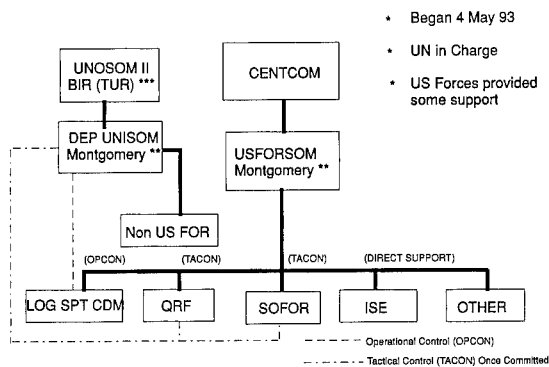 * Began 4 May 93
* UN in Charge
* US Forces provided
some support
UNOSOM II
BIR (TUR) ***
CENTCOM
DEP UNISOM
Montgomery **
USFORSOM
Montgomery **
Non US FOR
(OPCON) (TACON) (TACON) (DIRECT SUPPORT)
LOG SPT CDM QRF SOFOR ISE OTHER
Operational Control (OPCON)
Tactical Control (TACON) Once Committed